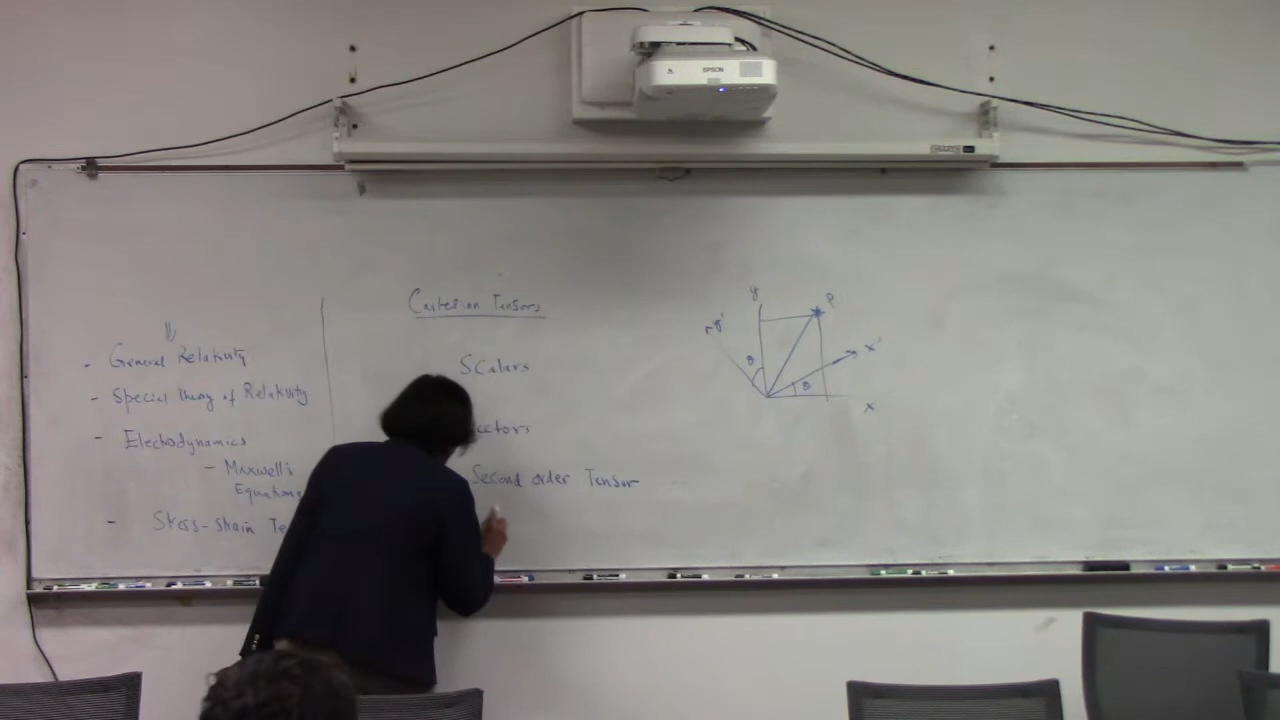 EPSON
Cartesian Tensors
General Relativity
- Special Theory of Relativity
- Electrodynamics
- Maxwell's
Equations
- Stress-strain
Scalars
Second order Tensor
y
P
y'
x'
θ
θ
x